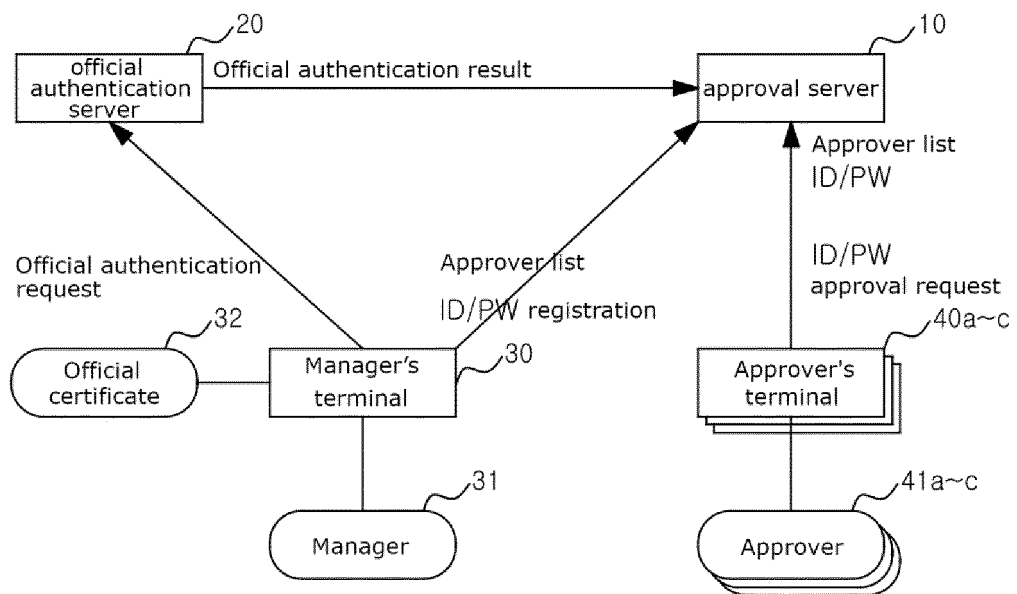 20
10
official
authentication
server
Official authentication result
approval server
Approver list
ID/PW
Official authentication
request
Approver list
ID/PW registration
ID/PW
approval request
32
30
40a~c
Official
certificate
Manager's
terminal
Approver's
terminal
31
41a~c
Manager
Approver